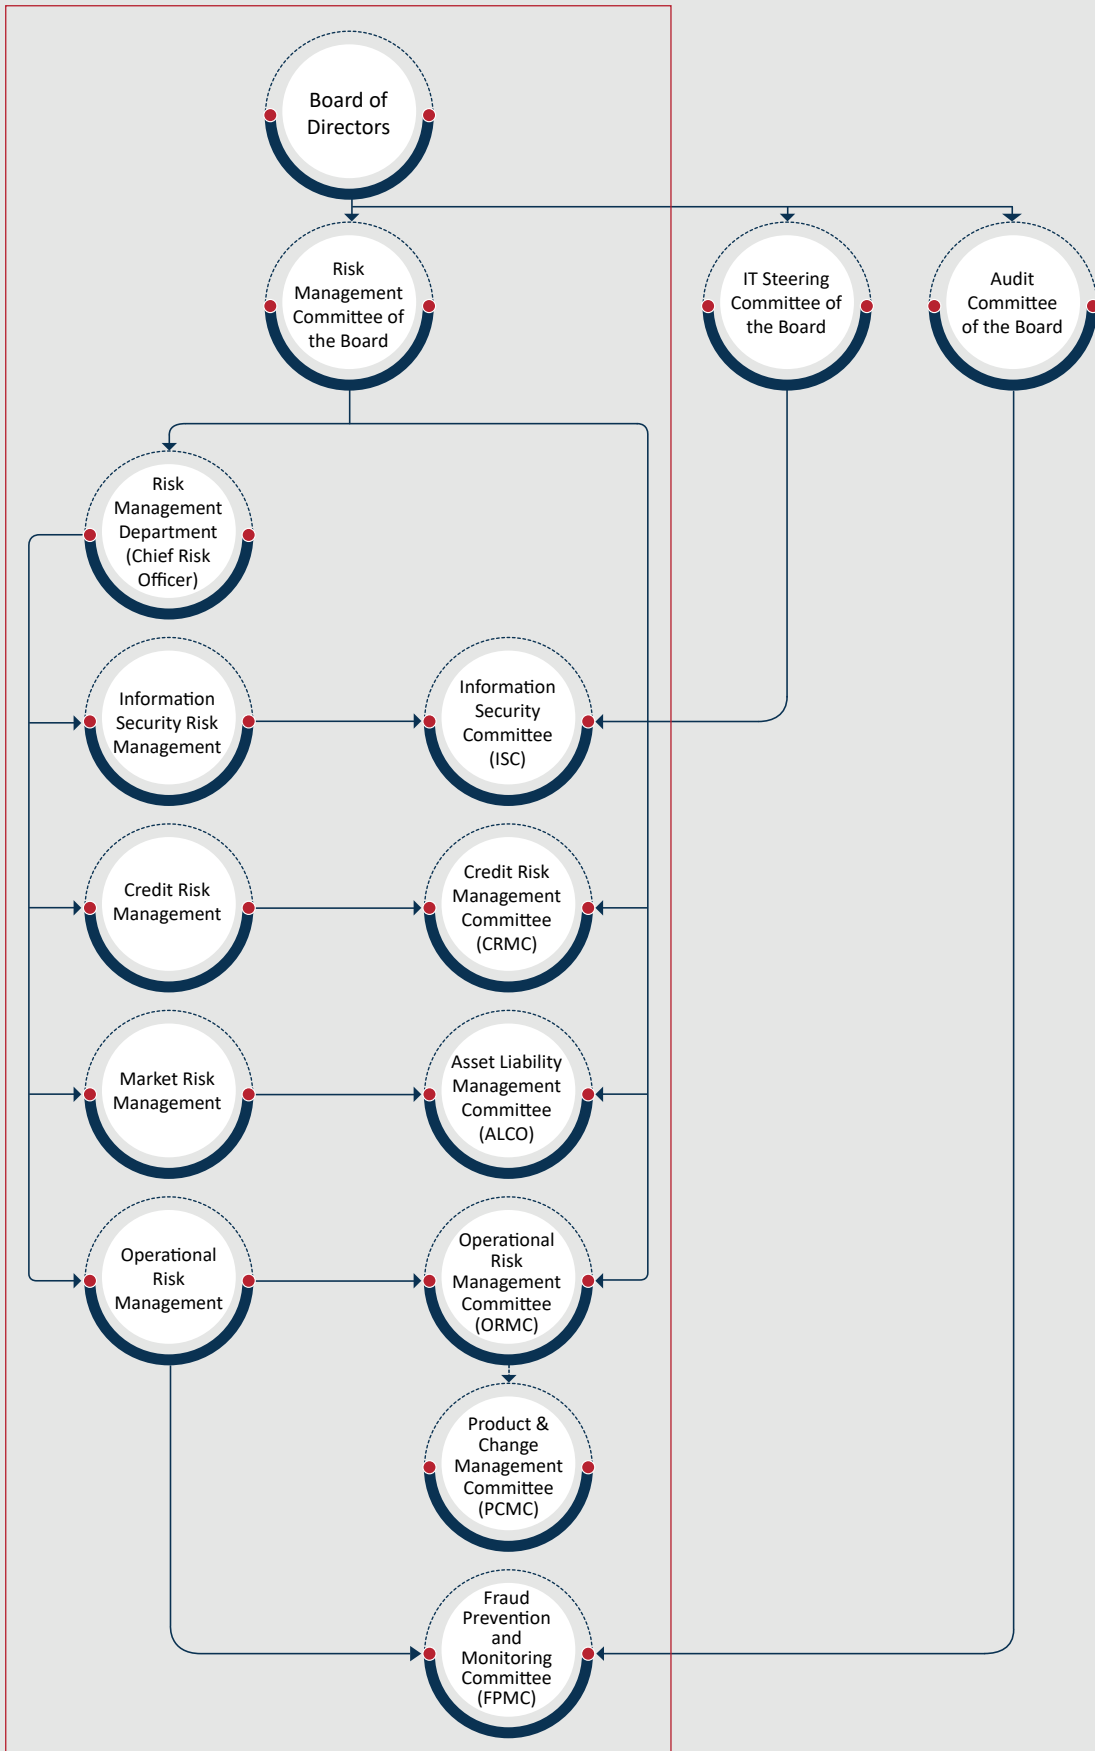 Board of
Directors
Risk
Management
Committee of
the Board
IT Steering
Committee of
the Board
Audit
Committee
of the Board
Risk
Management
Department
(Chief Risk
Officer)
Information
Security Risk
Management
Information
Security
Committee
(ISC)
Credit Risk
Management
Credit Risk
Management
Committee
(CRMC)
Market Risk
Management
Asset Liability
Management
Committee
(ALCO)
Operational
Risk
Management
Operational
Risk
Management
Committee
(ORMC)
Product &
Change
Management
Committee
(PCMC)
Fraud
Prevention
and
Monitoring
Committee
(FPMC)